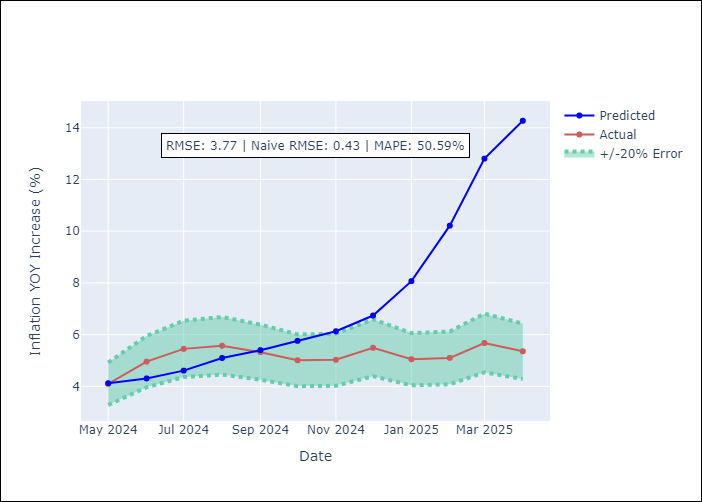 RMSE: 3.77 | Naive RMSE: 0.43 | MAPE: 50.59%
Predicted
Actual
+/-20% Error
Inflation YOY Increase (%)
14
12
10
8
6
4
May 2024
Jul 2024
Sep 2024
Nov 2024
Jan 2025
Mar 2025
Date